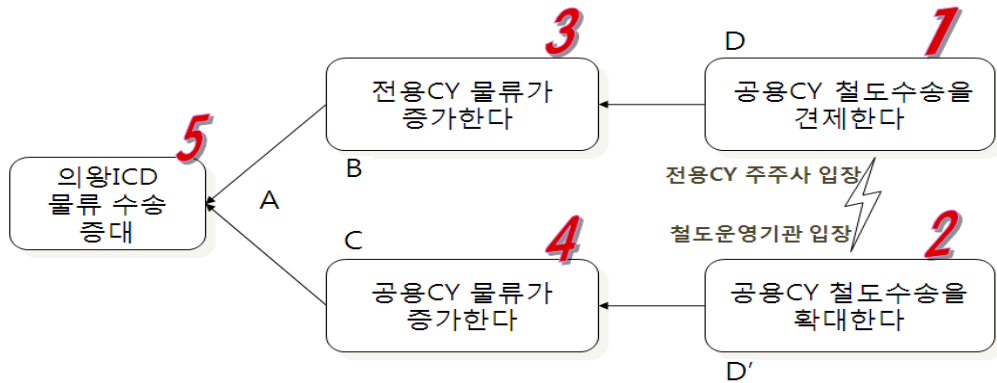 D
1
공용CY 철도수송을
견제한다
3
전용CY 물류가
증가한다
B
5
의왕ICD
물류 수송
증대
A
전용CY 주주사 입장
철도운영기관 입장
C
4
공용CY 물류가
증가한다
2
공용CY 철도수송을
확대한다
D’